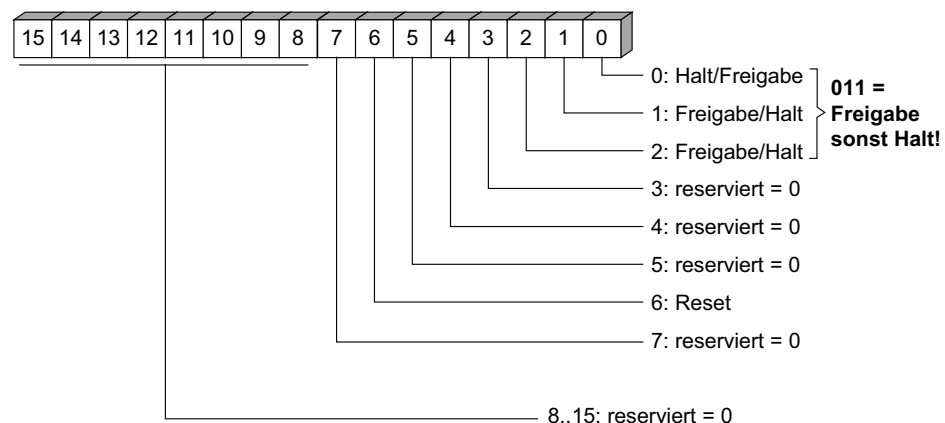 15 14 13 12 11 10 9 8 7 6 5 4 3 2 1 0
0: Halt/Freigabe
1: Freigabe/Halt
2: Freigabe/Halt
011 =
Freigabe
sonst Halt!
3: reserviert = 0
4: reserviert = 0
5: reserviert = 0
6: Reset
7: reserviert = 0
8..15: reserviert = 0